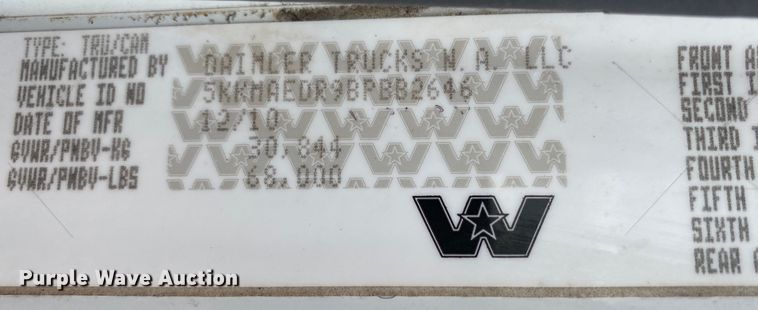 TYPE: TRU/CAM
MANUFACTURED BY DAIMLER TRUCKS N.A. LLC
VEHICLE ID NO
DATE OF MFR 12/10
GVWR/PNBV-KG 30,844
GVWR/PNBV-LBS 68,000
FRONT
FIRST
SECOND
THIRD
FOURTH
FIFTH
SIXTH
REAR
W
Purple Wave Auction